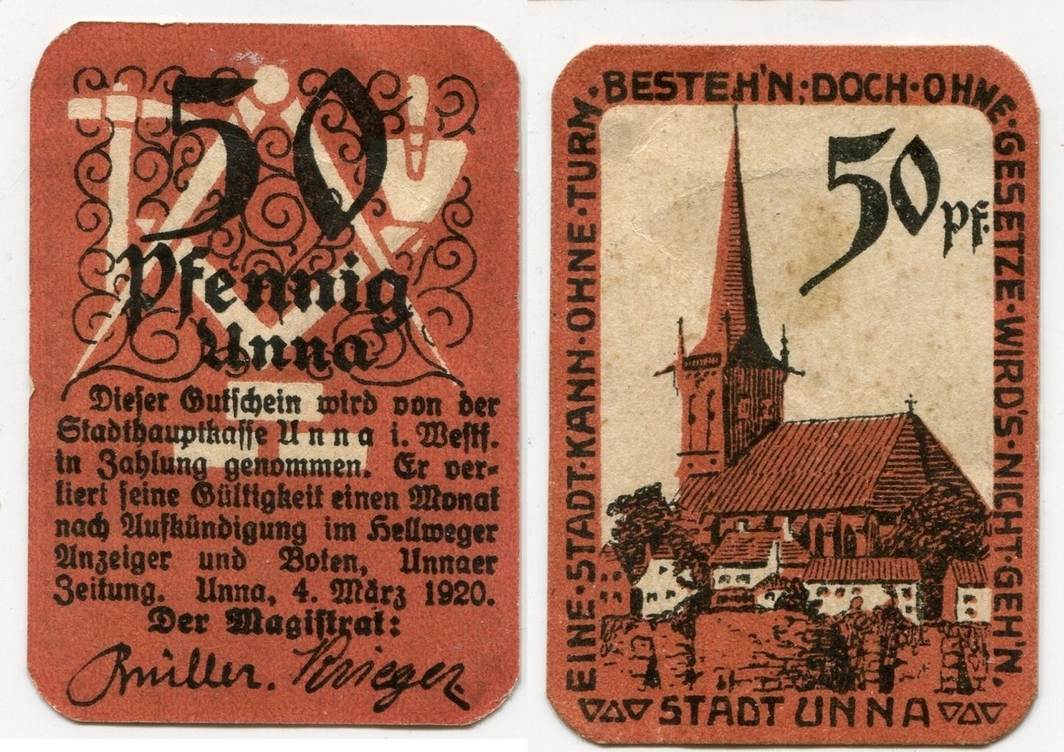 50
Pfennig
Unna
Dieser Gutschein wird von der
Stadthauptkasse Unna i. Westf.
in Zahlung genommen. Er ver-
liert seine Gültigkeit einen Monat
nach Aufkündigung im Hellweger
Anzeiger und Boten, Unnaer
Zeitung. Unna, 4. März 1920.
Der Magistrat:
Brüller. Krieger
EINE·STADT·KANN·OHNE·TURM·BESTEH'N;·DOCH·OHNE·GESETZE·WIRD'S·NICHT·GEH'N.
50 Pf.
STADT UNNA